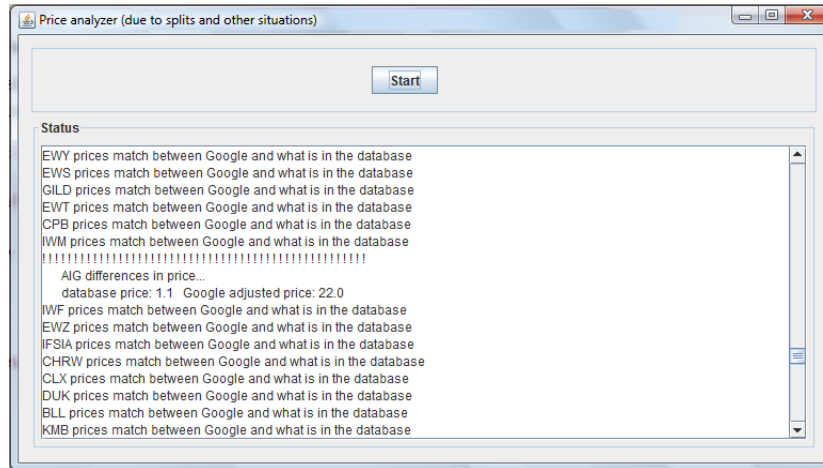 Price analyzer (due to splits and other situations)
Start
Status
EWY prices match between Google and what is in the database
EWS prices match between Google and what is in the database
GILD prices match between Google and what is in the database
EWT prices match between Google and what is in the database
CPB prices match between Google and what is in the database
IWM prices match between Google and what is in the database
!!!!!!!!!!!!!!!!!!!!!!!!!!!!!!!!!!!!!!!!!!!!!!!!!!!!
AIG differences in price...
database price: 1.1 Google adjusted price: 22.0
IWF prices match between Google and what is in the database
EWZ prices match between Google and what is in the database
IFSIA prices match between Google and what is in the database
CHRW prices match between Google and what is in the database
CLX prices match between Google and what is in the database
DUK prices match between Google and what is in the database
BLL prices match between Google and what is in the database
KMB prices match between Google and what is in the database